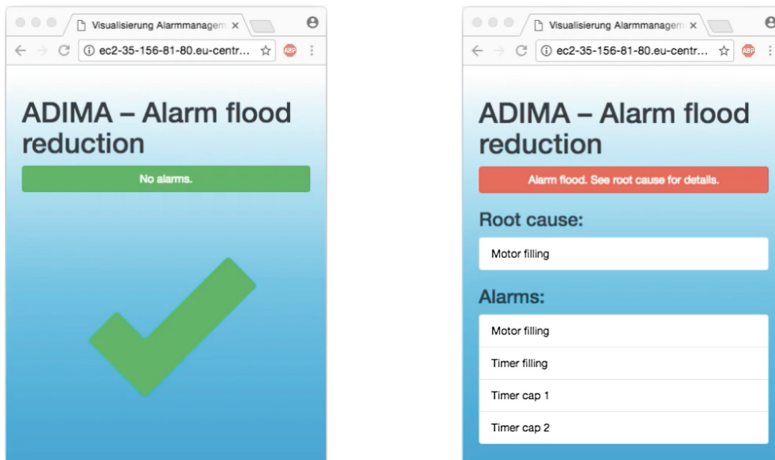 Visualisierung Alarmmanagem
ec2-35-156-81-80.eu-centr...
ABP
ADIMA – Alarm flood
reduction
No alarms.
Visualisierung Alarmmanagem
ec2-35-156-81-80.eu-centr...
ABP
ADIMA – Alarm flood
reduction
Alarm flood. See root cause for details.
Root cause:
Motor filling
Alarms:
Motor filling
Timer filling
Timer cap 1
Timer cap 2